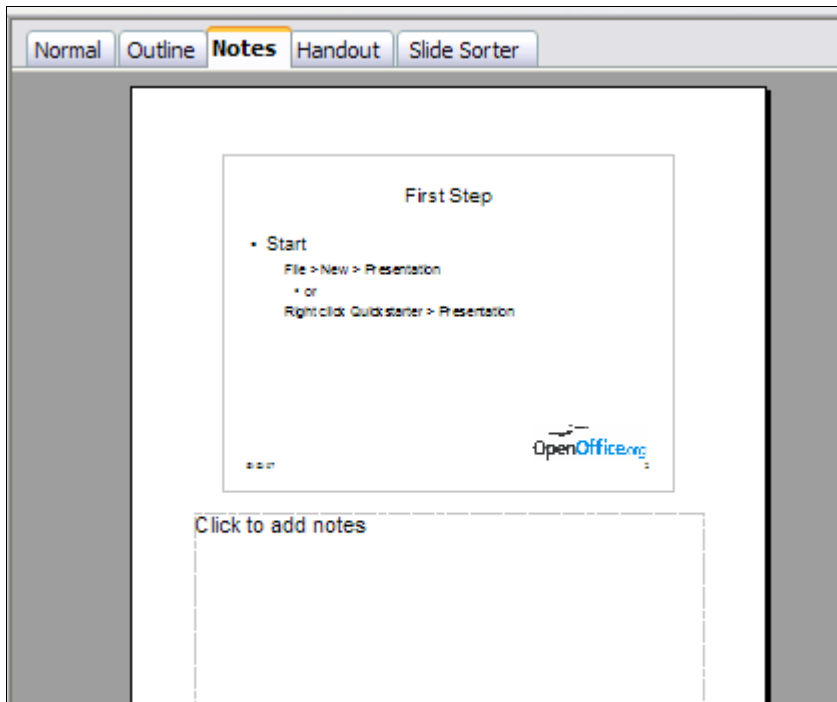 Normal Outline Notes Handout Slide Sorter
First Step
• Start
File > New > Presentation
• or
Right click Quickstarter > Presentation
OpenOffice.org
Click to add notes